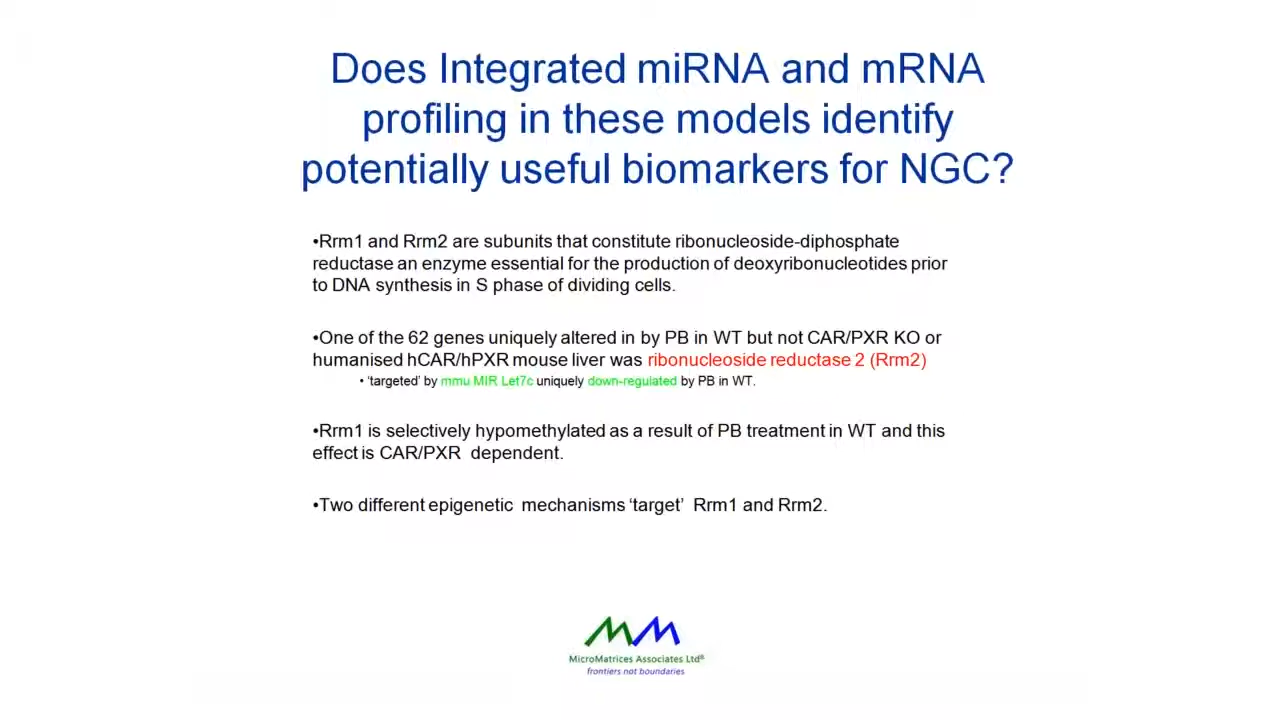 Does Integrated miRNA and mRNA
profiling in these models identify
potentially useful biomarkers for NGC?
•Rrm1 and Rrm2 are subunits that constitute ribonucleoside-diphosphate
reductase an enzyme essential for the production of deoxyribonucleotides prior
to DNA synthesis in S phase of dividing cells.
•One of the 62 genes uniquely altered in by PB in WT but not CAR/PXR KO or
humanised hCAR/hPXR mouse liver was ribonucleoside reductase 2 (Rrm2)
• ‘targeted’ by mmu MIR Let7c uniquely down-regulated by PB in WT.
•Rrm1 is selectively hypomethylated as a result of PB treatment in WT and this
effect is CAR/PXR dependent.
•Two different epigenetic mechanisms ‘target’ Rrm1 and Rrm2.
MicroMatrices Associates Ltd®
frontiers not boundaries